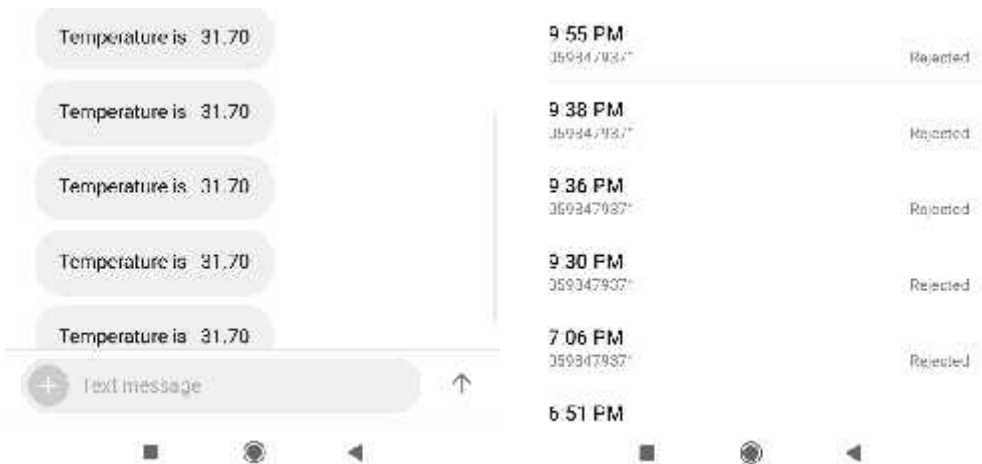 Temperature is 31.70
Temperature is 31.70
Temperature is 31.70
Temperature is 31.70
Temperature is 31.70
Text message
9:55 PM
Rejected
9:38 PM
Rejected
9:36 PM
Rejected
9:30 PM
Rejected
7:06 PM
Rejected
6:51 PM